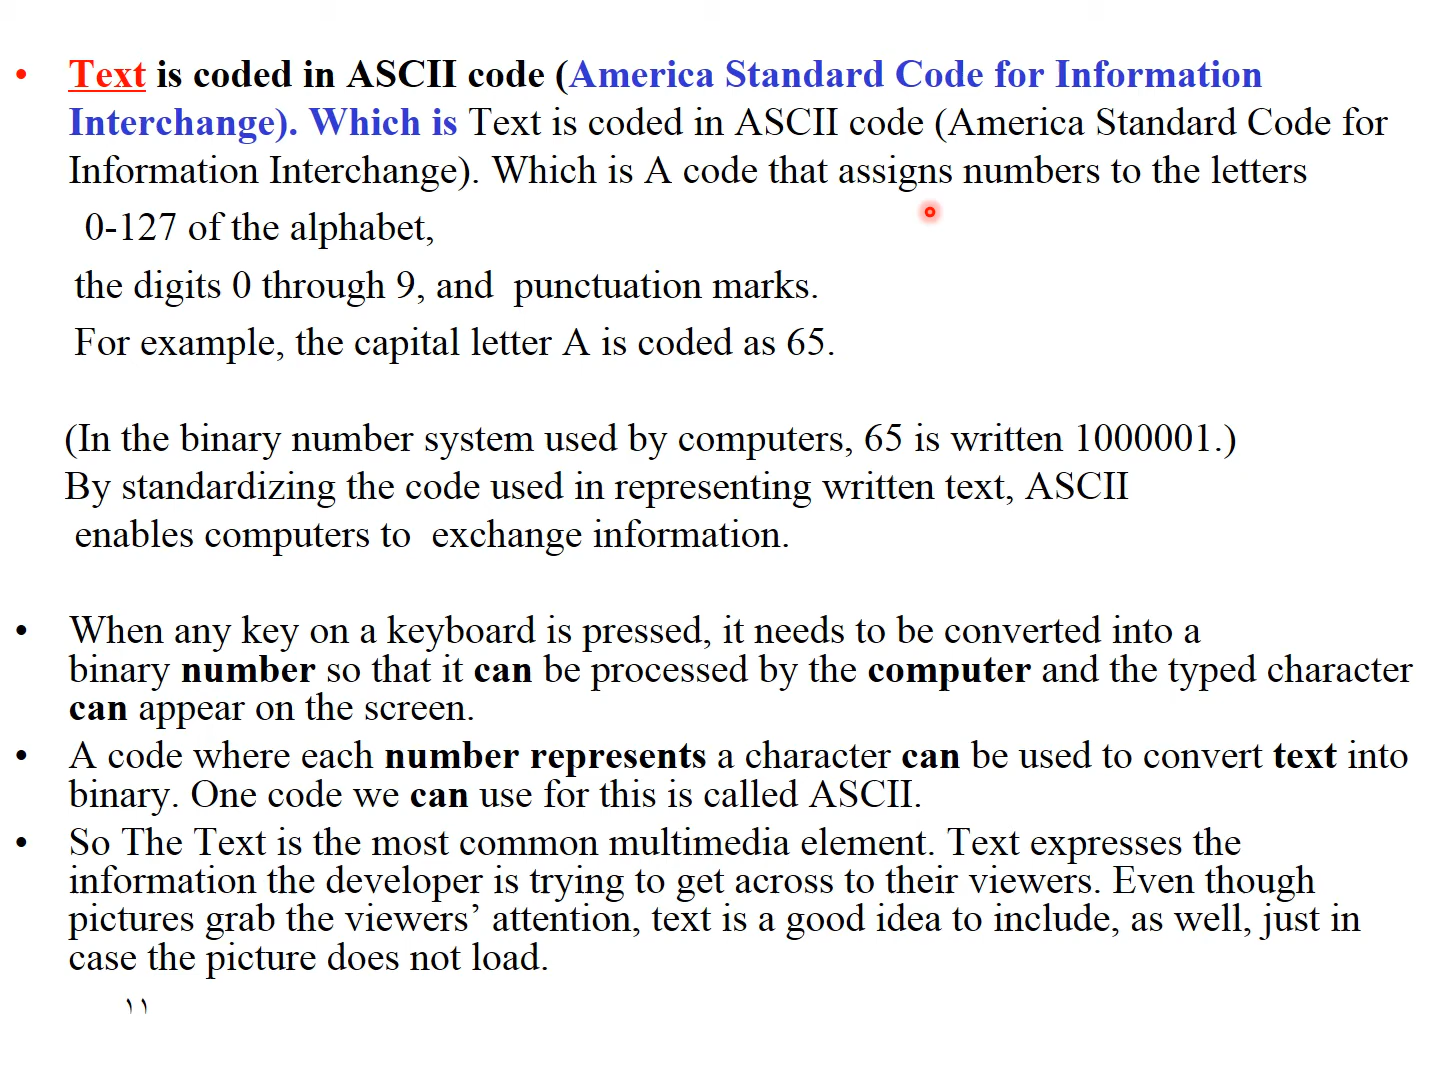 • Text is coded in ASCII code (America Standard Code for Information
Interchange). Which is Text is coded in ASCII code (America Standard Code for
Information Interchange). Which is A code that assigns numbers to the letters
0-127 of the alphabet,
the digits 0 through 9, and punctuation marks.
For example, the capital letter A is coded as 65.
(In the binary number system used by computers, 65 is written 1000001.)
By standardizing the code used in representing written text, ASCII
enables computers to exchange information.
• When any key on a keyboard is pressed, it needs to be converted into a
binary number so that it can be processed by the computer and the typed character
can appear on the screen.
• A code where each number represents a character can be used to convert text into
binary. One code we can use for this is called ASCII.
• So The Text is the most common multimedia element. Text expresses the
information the developer is trying to get across to their viewers. Even though
pictures grab the viewers’ attention, text is a good idea to include, as well, just in
case the picture does not load.
١١